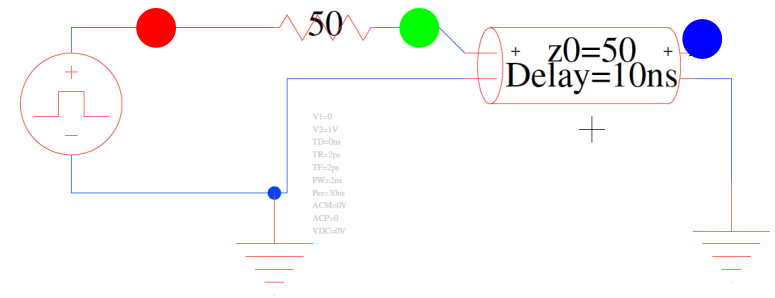 50
+ z0=50 +
Delay=10ns
+
−
V1=0
V2=1V
TD=0ns
TR=2ps
TF=2ps
PW=2ns
Per=30ns
ACM=0V
ACP=0
VDC=0V